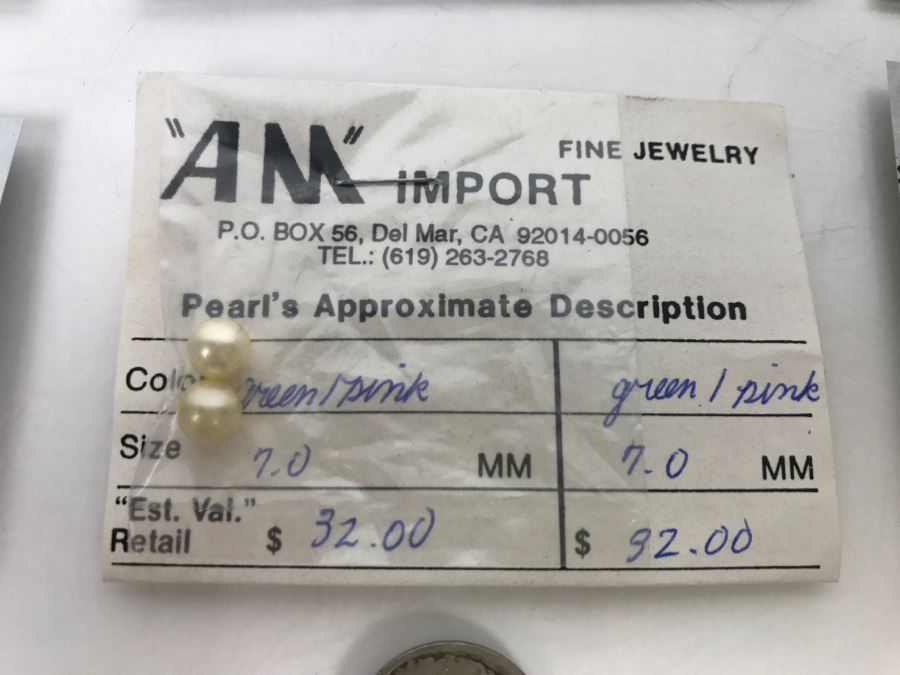 "AM" IMPORT
FINE JEWELRY
P.O. BOX 56, Del Mar, CA 92014-0056
TEL.: (619) 263-2768
Pearl's Approximate Description
Color green / pink green / pink
Size 7.0 MM 7.0 MM
"Est. Val."
Retail $ 32.00 $ 32.00